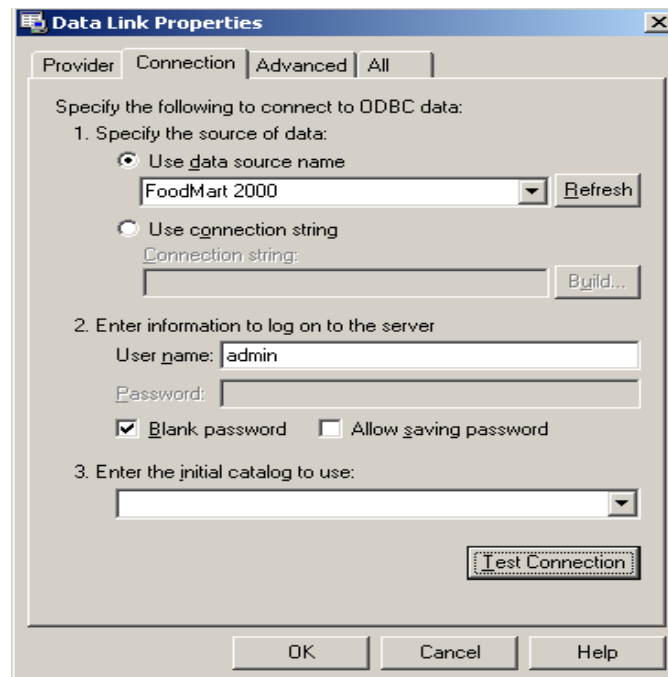 Data Link Properties
Provider Connection Advanced All
Specify the following to connect to ODBC data:
1. Specify the source of data:
Use data source name
FoodMart 2000 Refresh
Use connection string
Connection string:
Build...
2. Enter information to log on to the server
User name: admin
Password:
Blank password Allow saving password
3. Enter the initial catalog to use:
Test Connection
OK Cancel Help